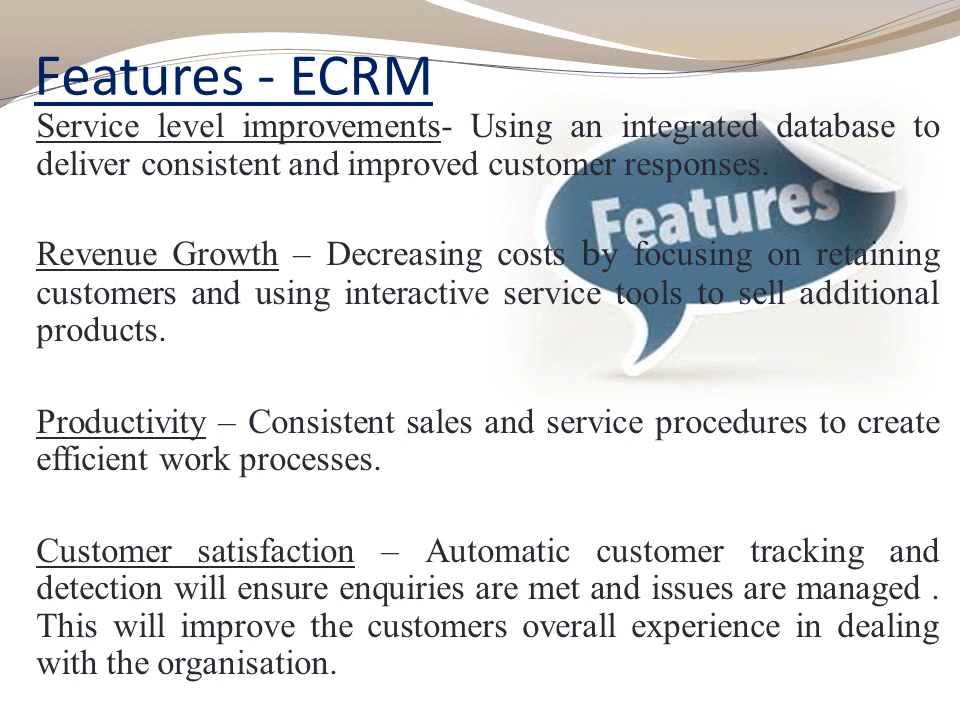 Features - ECRM
Service level improvements- Using an integrated database to
deliver consistent and improved customer responses.
Features
Revenue Growth – Decreasing costs by focusing on retaining
customers and using interactive service tools to sell additional
products.
Productivity – Consistent sales and service procedures to create
efficient work processes.
Customer satisfaction – Automatic customer tracking and
detection will ensure enquiries are met and issues are managed .
This will improve the customers overall experience in dealing
with the organisation.